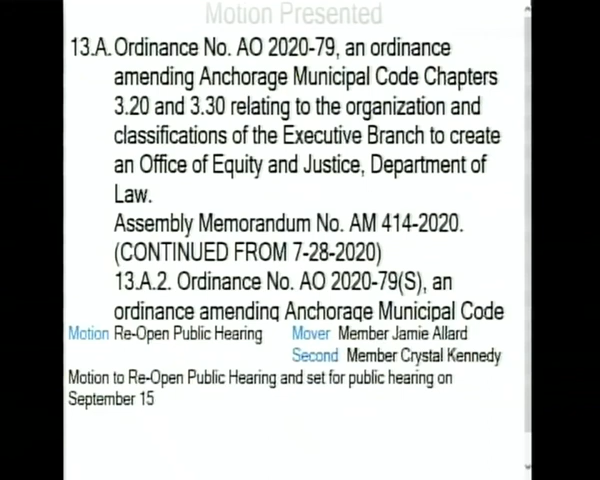 Motion Presented
13.A. Ordinance No. AO 2020-79, an ordinance
amending Anchorage Municipal Code Chapters
3.20 and 3.30 relating to the organization and
classifications of the Executive Branch to create
an Office of Equity and Justice, Department of
Law.
Assembly Memorandum No. AM 414-2020.
(CONTINUED FROM 7-28-2020)
13.A.2. Ordinance No. AO 2020-79(S), an
ordinance amending Anchorage Municipal Code
Motion Re-Open Public Hearing Mover Member Jamie Allard
Second Member Crystal Kennedy
Motion to Re-Open Public Hearing and set for public hearing on
September 15